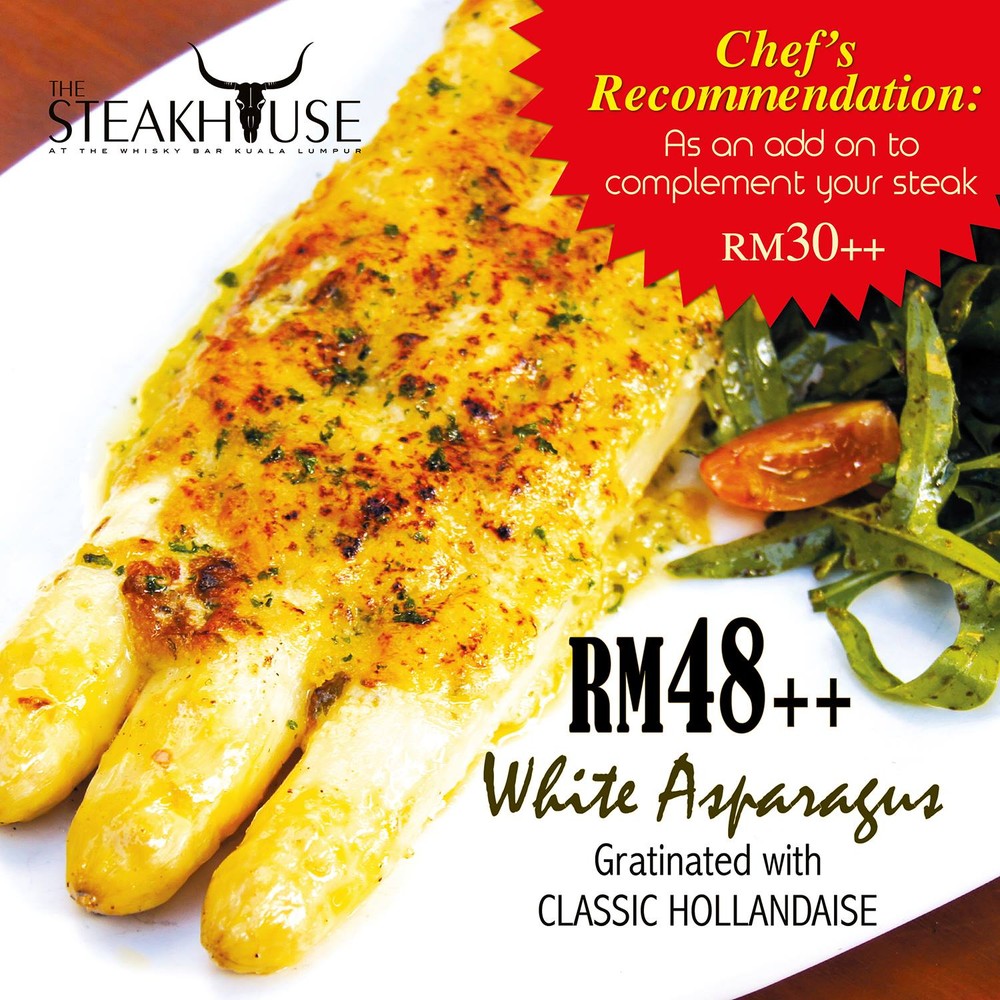 THE
STEAKHOUSE
AT THE WHISKY BAR KUALA LUMPUR
Chef's
Recommendation:
As an add on to
complement your steak
RM30++
RM48++
White Asparagus
Gratinated with
CLASSIC HOLLANDAISE